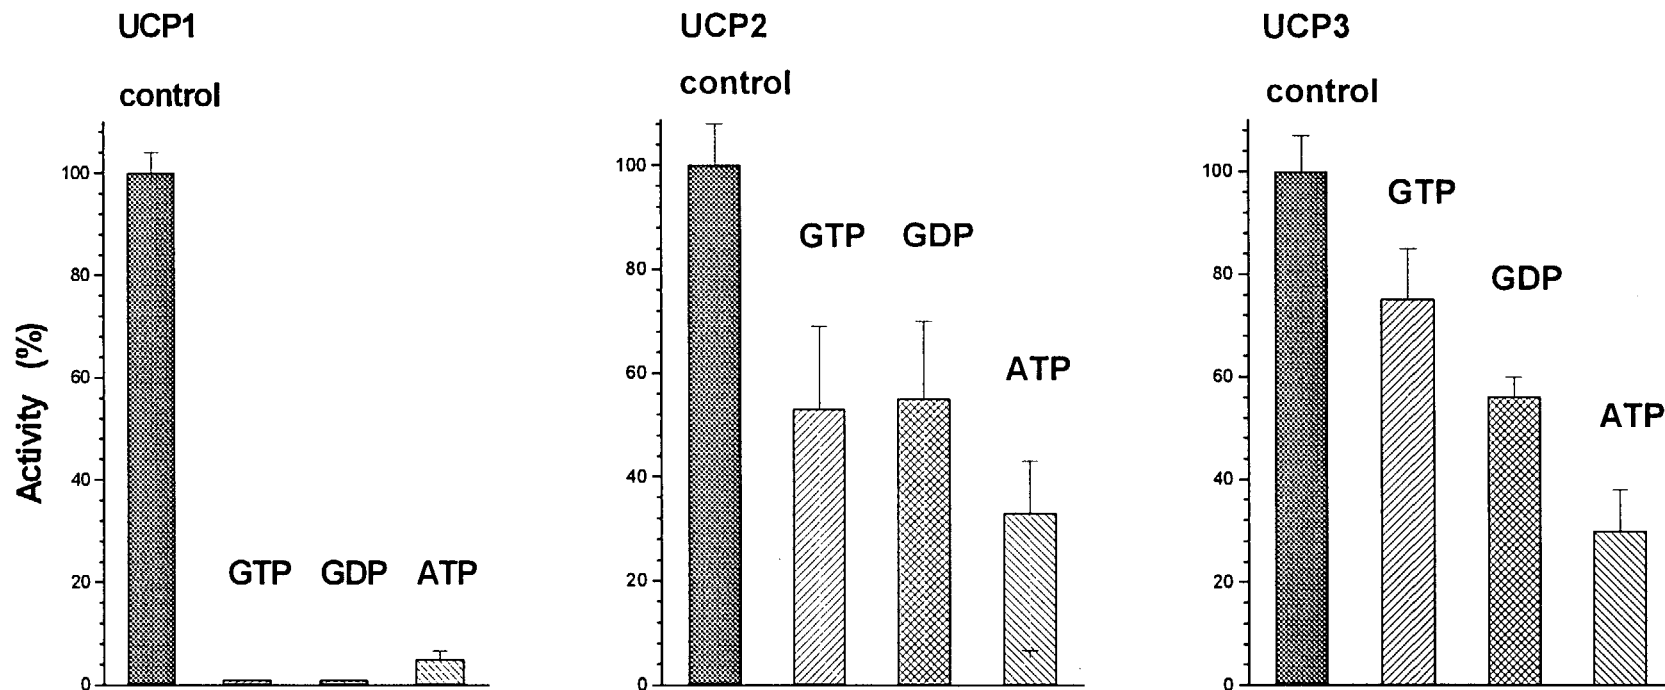 UCP1
control
Activity (%)
100
80
60
40
20
0
GTP GDP ATP
UCP2
control
100
80
60
40
20
0
GTP GDP
ATP
UCP3
control
100
80
60
40
20
0
GTP
GDP
ATP